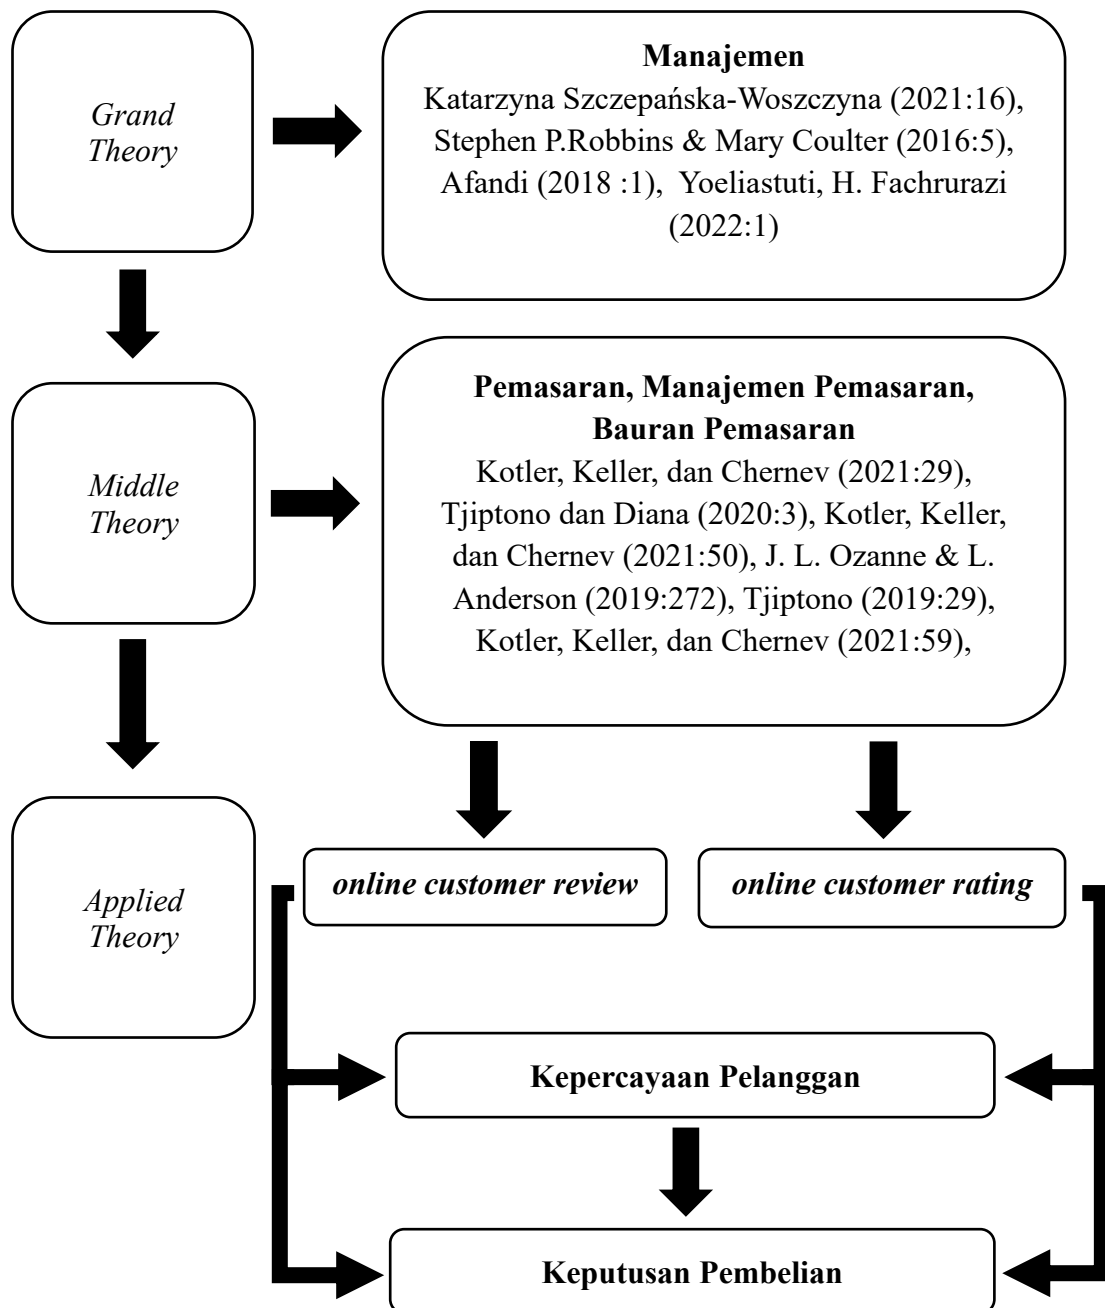 Grand
Theory
Manajemen
Katarzyna Szczepańska-Woszczyna (2021:16),
Stephen P.Robbins & Mary Coulter (2016:5),
Afandi (2018 :1),  Yoeliastuti, H. Fachrurazi
(2022:1)
Middle
Theory
Pemasaran, Manajemen Pemasaran,
Bauran Pemasaran
Kotler, Keller, dan Chernev (2021:29),
Tjiptono dan Diana (2020:3), Kotler, Keller,
dan Chernev (2021:50), J. L. Ozanne & L.
Anderson (2019:272), Tjiptono (2019:29),
Kotler, Keller, dan Chernev (2021:59),
Applied
Theory
online customer review
online customer rating
Kepercayaan Pelanggan
Keputusan Pembelian